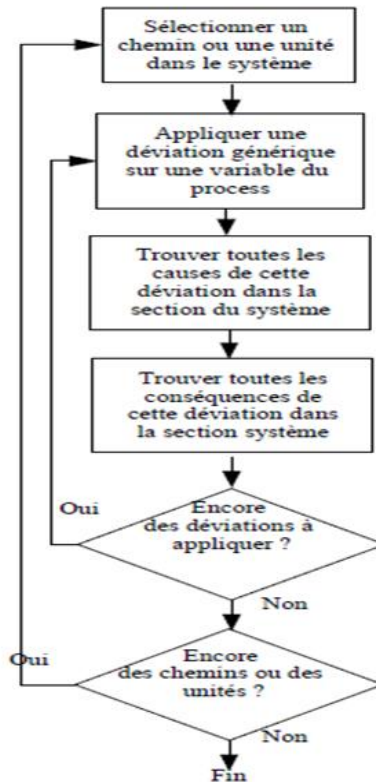 Sélectionner un
chemin ou une unité
dans le système
Appliquer une
déviation générique
sur une variable du
process
Trouver toutes les
causes de cette
déviation dans la
section du système
Trouver toutes les
conséquences de
cette déviation dans
la section système
Oui
Encore
des déviations à
appliquer ?
Non
Oui
Encore
des chemins ou des
unités ?
Non
Fin